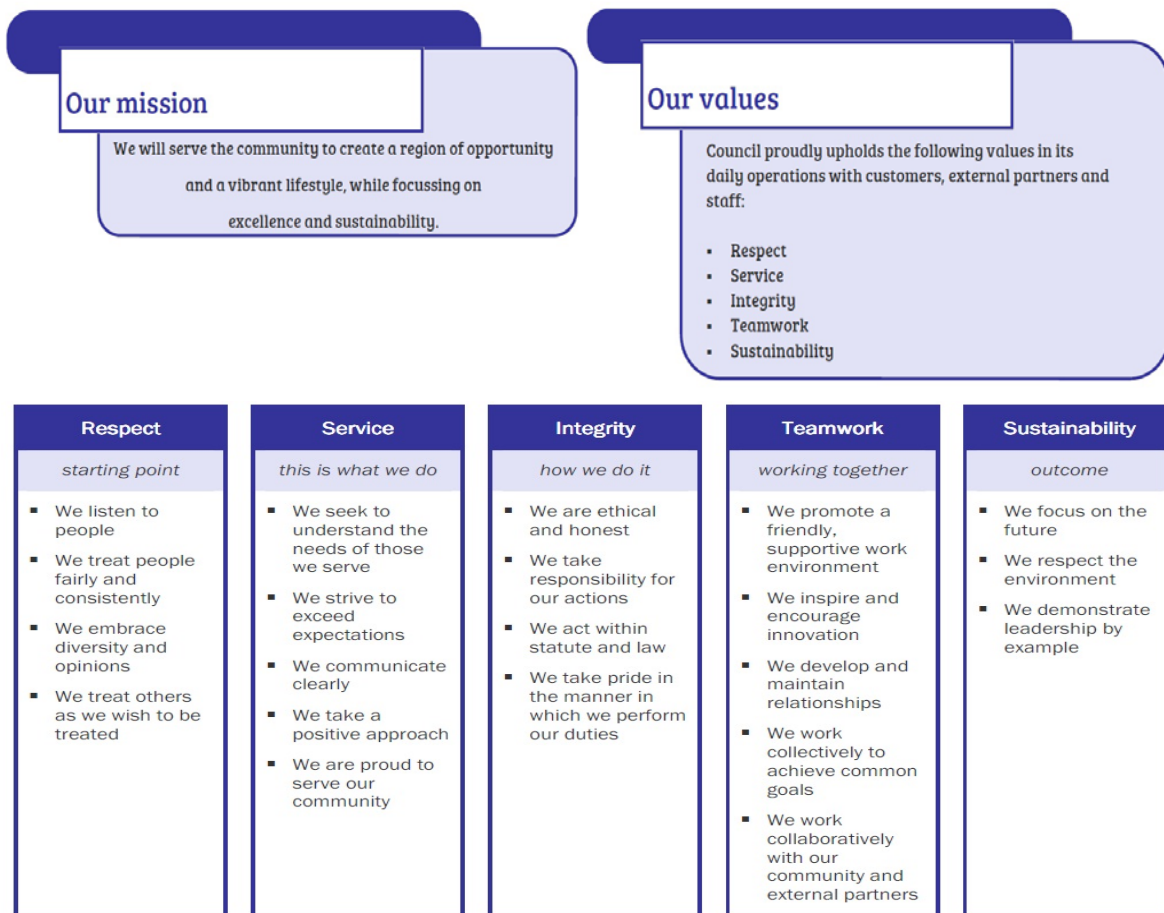 Our mission
We will serve the community to create a region of opportunity
and a vibrant lifestyle, while focussing on
excellence and sustainability.
Our values
Council proudly upholds the following values in its
daily operations with customers, external partners and
staff:
▪ Respect
▪ Service
▪ Integrity
▪ Teamwork
▪ Sustainability
Respect
starting point
▪ We listen to
people
▪ We treat people
fairly and
consistently
▪ We embrace
diversity and
opinions
▪ We treat others
as we wish to be
treated
Service
this is what we do
▪ We seek to
understand the
needs of those
we serve
▪ We strive to
exceed
expectations
▪ We communicate
clearly
▪ We take a
positive approach
▪ We are proud to
serve our
community
Integrity
how we do it
▪ We are ethical
and honest
▪ We take
responsibility for
our actions
▪ We act within
statute and law
▪ We take pride in
the manner in
which we perform
our duties
Teamwork
working together
▪ We promote a
friendly,
supportive work
environment
▪ We inspire and
encourage
innovation
▪ We develop and
maintain
relationships
▪ We work
collectively to
achieve common
goals
▪ We work
collaboratively
with our
community and
external partners
Sustainability
outcome
▪ We focus on the
future
▪ We respect the
environment
▪ We demonstrate
leadership by
example